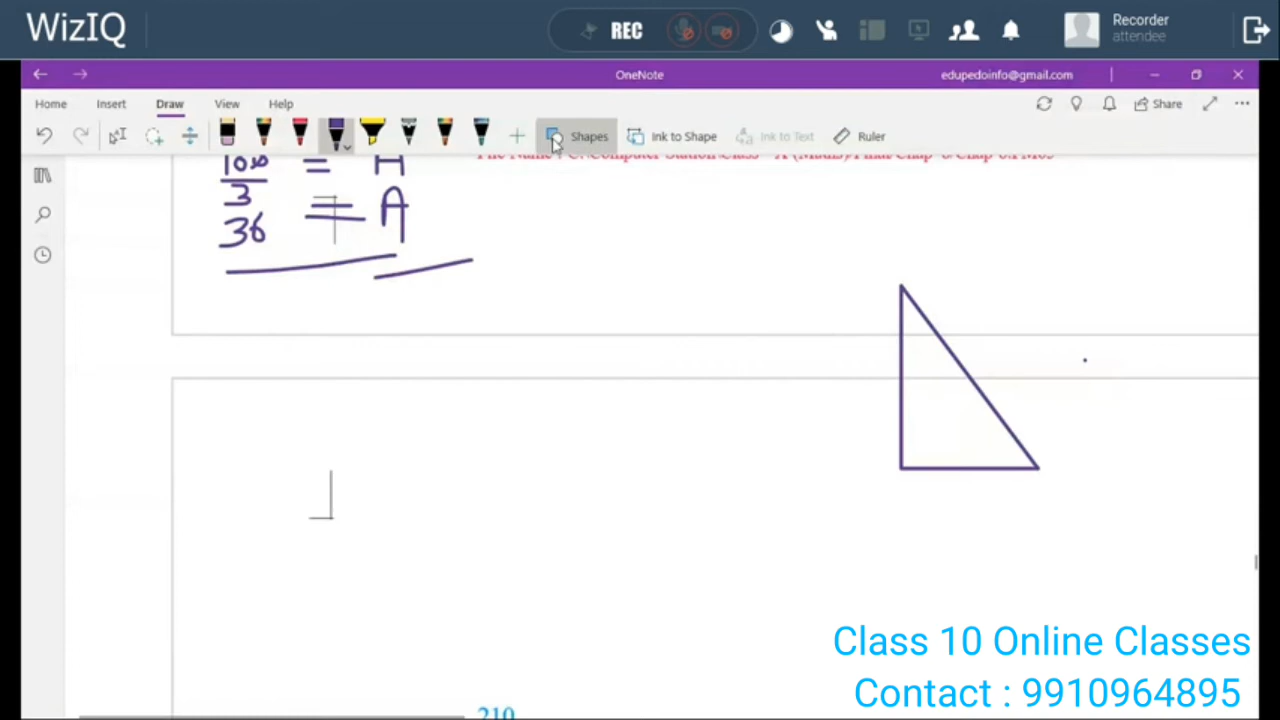 WizIQ
REC
Recorder
attendee
OneNote
edupedoinfo@gmail.com
Home Insert Draw View Help
Share
Shapes Ink to Shape Ink to Text Ruler
= A
3 = A
36
210
Class 10 Online Classes
Contact : 9910964895